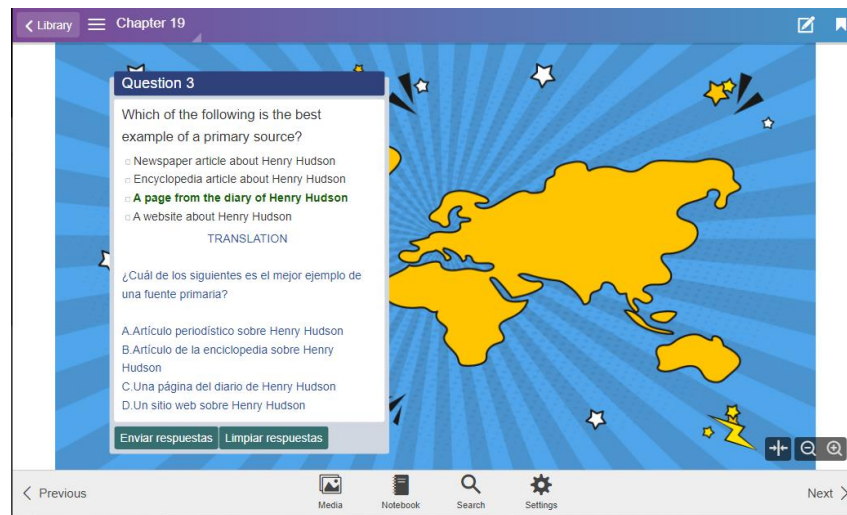 Library
Chapter 19
Question 3
Which of the following is the best
example of a primary source?
Newspaper article about Henry Hudson
Encyclopedia article about Henry Hudson
A page from the diary of Henry Hudson
A website about Henry Hudson
TRANSLATION
¿Cuál de los siguientes es el mejor ejemplo de
una fuente primaria?
A.Artículo periodístico sobre Henry Hudson
B.Artículo de la enciclopedia sobre Henry
Hudson
C.Una página del diario de Henry Hudson
D.Un sitio web sobre Henry Hudson
Enviar respuestas
Limpiar respuestas
Previous
Media
Notebook
Search
Settings
Next